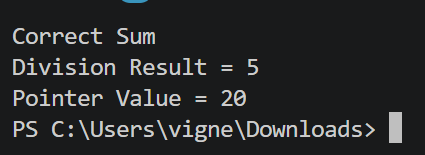 Correct Sum
Division Result = 5
Pointer Value = 20
PS C:\Users\vigne\Downloads>